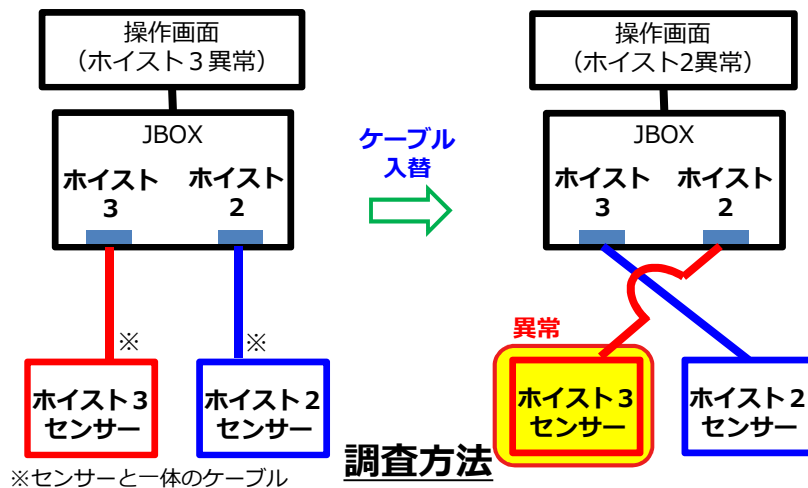 操作画面
（ホイスト３異常）
JBOX
ホイスト
3
ホイスト
2
※
※
ホイスト３
センサー
ホイスト２
センサー
※センサーと一体のケーブル
ケーブル
入替
操作画面
（ホイスト2異常）
JBOX
ホイスト
3
ホイスト
2
異常
ホイスト３
センサー
ホイスト２
センサー
調査方法